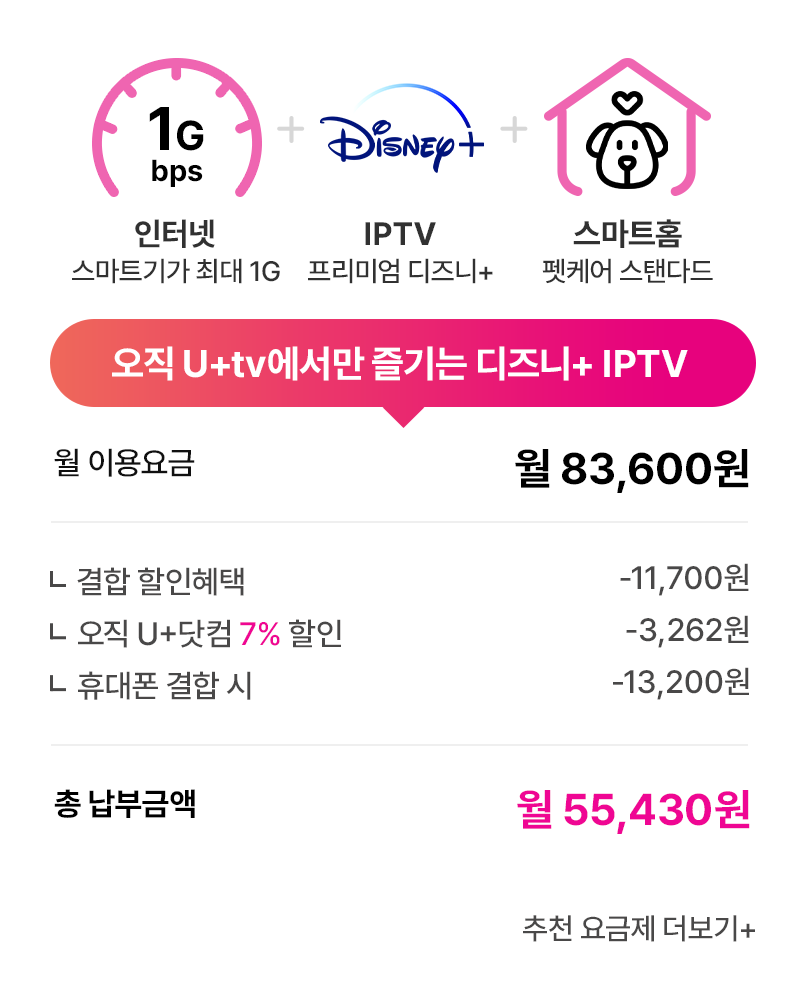 1G
bps
+ Disney+ +
인터넷 IPTV 스마트홈
스마트기가 최대 1G 프리미엄 디즈니+ 펫케어 스탠다드
오직 U+tv에서만 즐기는 디즈니+ IPTV
월 이용요금 월 83,600원
ㄴ 결합 할인혜택 -11,700원
ㄴ 오직 U+닷컴 7% 할인 -3,262원
ㄴ 휴대폰 결합 시 -13,200원
총 납부금액 월 55,430원
추천 요금제 더보기+